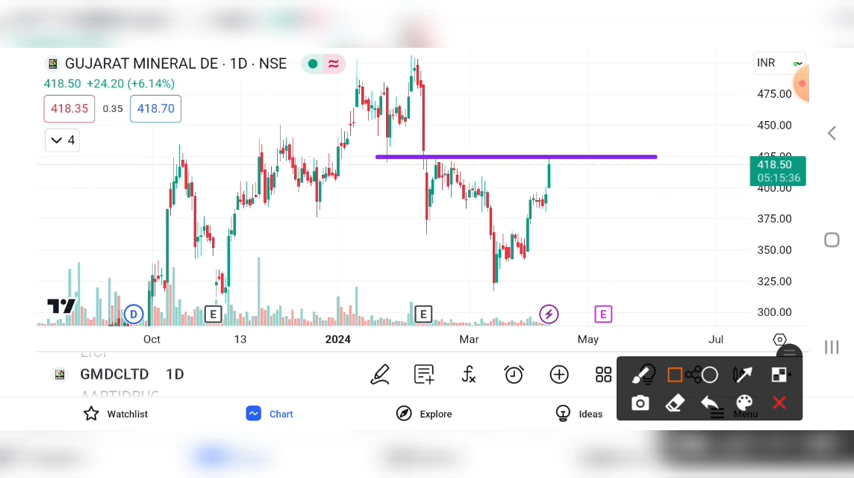 GUJARAT MINERAL DE · 1D · NSE
INR
418.50 +24.20 (+6.14%)
418.35 0.35 418.70
4
475.00
450.00
425.00
418.50
05:15:36
400.00
375.00
350.00
325.00
300.00
D E E E
Oct 13 2024 Mar May Jul
GMDCLTD 1D
Watchlist Chart Explore Ideas Menu